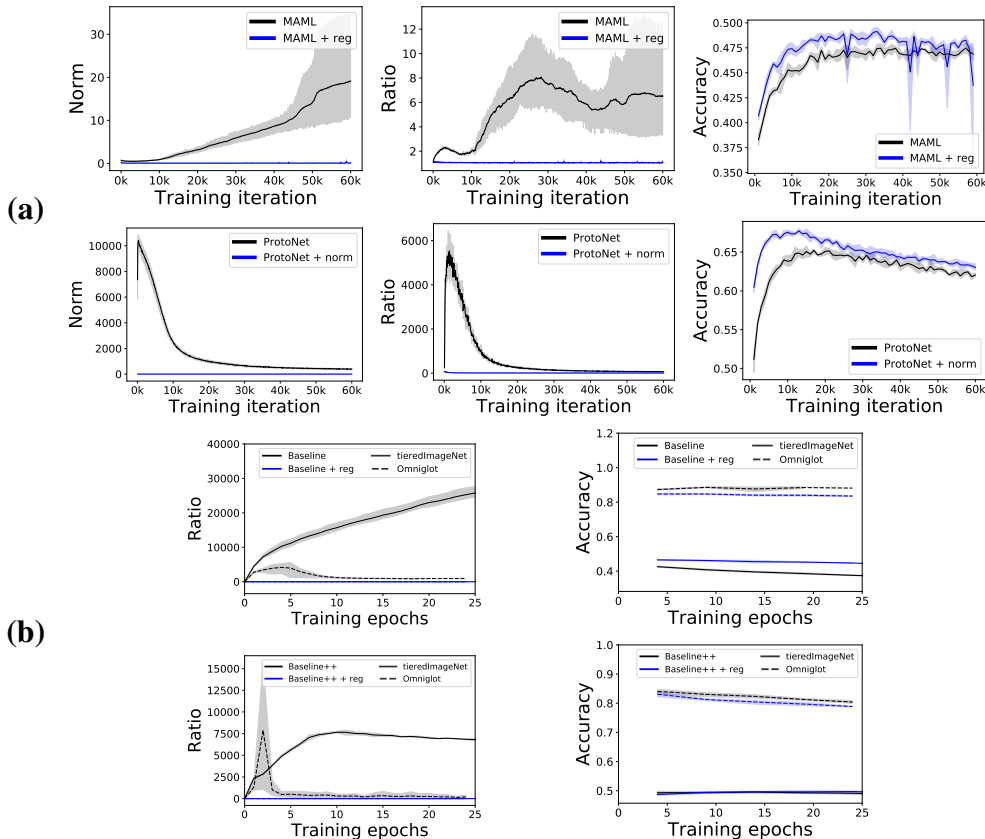 (a)
30
20
10
0
Norm
MAML
MAML + reg
0k 10k 20k 30k 40k 50k 60k
Training iteration
12
10
8
6
4
2
Ratio
MAML
MAML + reg
0k 10k 20k 30k 40k 50k 60k
Training iteration
0.500
0.475
0.450
0.425
0.400
0.375
0.350
Accuracy
MAML
MAML + reg
0k 10k 20k 30k 40k 50k 60k
Training iteration
10000
8000
6000
4000
2000
0
Norm
ProtoNet
ProtoNet + norm
0k 10k 20k 30k 40k 50k 60k
Training iteration
6000
4000
2000
0
Ratio
ProtoNet
ProtoNet + norm
0k 10k 20k 30k 40k 50k 60k
Training iteration
0.65
0.60
0.55
0.50
Accuracy
ProtoNet
ProtoNet + norm
0k 10k 20k 30k 40k 50k 60k
Training iteration
(b)
40000
30000
20000
10000
0
Ratio
Baseline tieredImageNet
Baseline + reg Omniglot
0 5 10 15 20 25
Training epochs
1.2
1.0
0.8
0.6
0.4
Accuracy
Baseline tieredImageNet
Baseline + reg Omniglot
0 5 10 15 20 25
Training epochs
15000
12500
10000
7500
5000
2500
0
Ratio
Baseline++ tieredImageNet
Baseline++ + reg Omniglot
0 5 10 15 20 25
Training epochs
1.0
0.9
0.8
0.7
0.6
0.5
Accuracy
Baseline++ tieredImageNet
Baseline++ + reg Omniglot
0 5 10 15 20 25
Training epochs